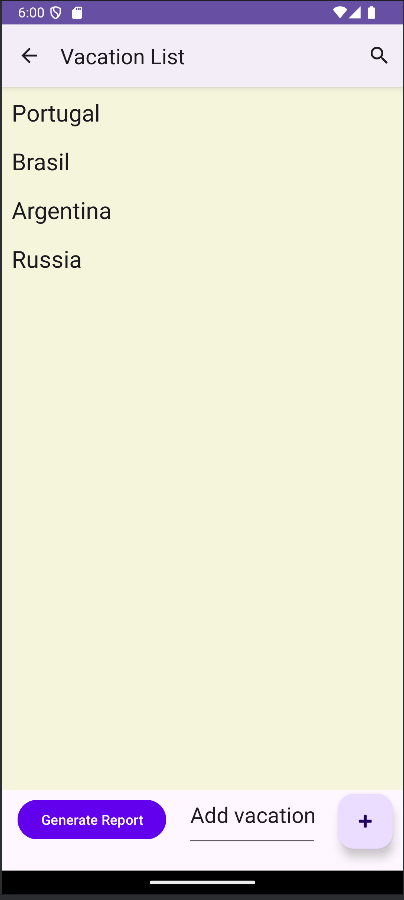 6:00
Vacation List
Portugal
Brasil
Argentina
Russia
Generate Report
Add vacation
+